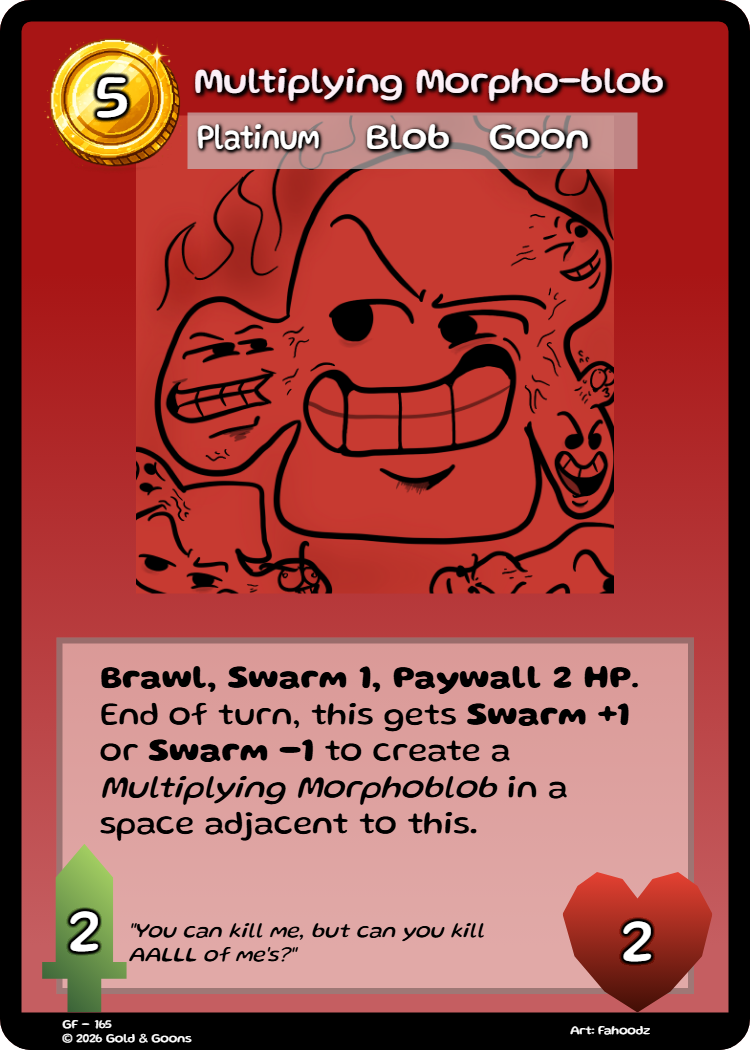 5
Multiplying Morpho-blob
Platinum Blob Goon
Brawl, Swarm 1, Paywall 2 HP.
End of turn, this gets Swarm +1
or Swarm -1 to create a
Multiplying Morphoblob in a
space adjacent to this.
2
"You can kill me, but can you kill
AALLL of me's?"
2
GF - 165
© 2026 Gold & Goons
Art: Fahoodz